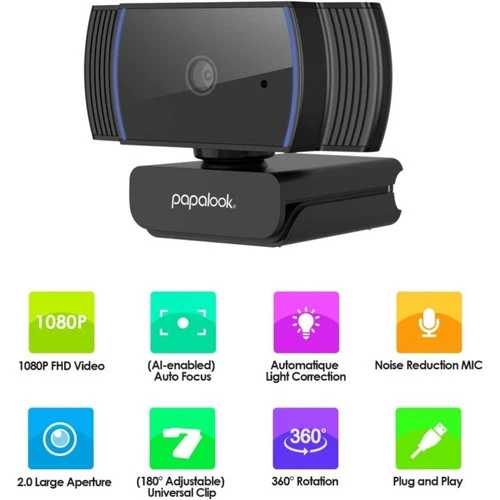 papalook®
1080P
1080P FHD Video
(AI-enabled)
Auto Focus
Automatique
Light Correction
Noise Reduction MIC
2.0 Large Aperture
(180° Adjustable)
Universal Clip
360°
360° Rotation
Plug and Play